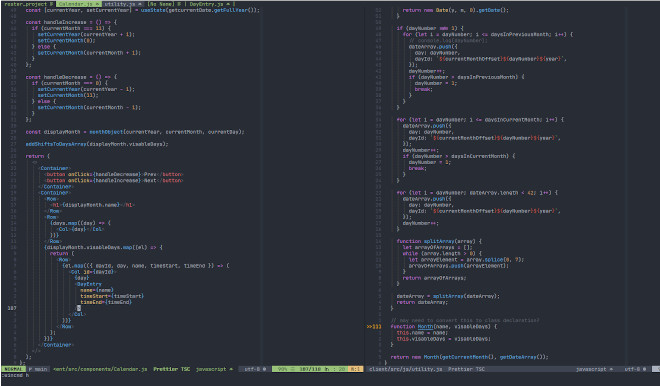 roster.project Calendar.js utility.js [No Name] DayEntry.js
const [currentYear, setCurrentYear] = useState(getCurrentDate.getFullYear());
const handleIncrease = () => {
if (currentMonth === 11) {
setCurrentYear(currentYear + 1);
setCurrentMonth(0);
} else {
setCurrentMonth(currentMonth + 1);
}
};
const handleDecrease = () => {
if (currentMonth === 0) {
setCurrentYear(currentYear - 1);
setCurrentMonth(11);
} else {
setCurrentMonth(currentMonth - 1);
}
};
const displayMonth = monthObject(currentYear, currentMonth, currentDay);
addShiftsToDaysArray(displayMonth.visableDays);
return (
<>
<Container>
<button onClick={handleDecrease}>Prev</button>
<button onClick={handleIncrease}>Next</button>
</Container>
<Container>
<Row>
<h1>{displayMonth.name}</h1>
</Row>
<Row>
{days.map((day) => {
<Col>{day}</Col>
})}
</Row>
{displayMonth.visableDays.map((el) => {
return (
<Row>
{el.map(({ dayId, day, name, timeStart, timeEnd }) => (
<Col id={dayId}>
{day}
<DayEntry
name={name}
timeStart={timeStart}
timeEnd={timeEnd}
107
</Col>
))}
</Row>
);
})}
</Container>
</>
);
};
NORMAL main ment/src/components/Calendar.js Prettier TSC javascript utf-8 90% 107/118
return new Date(y, m, 0).getDate();
}
if (dayNumber === 1) {
for (let i = dayNumber; i <= daysInPreviousMonth; i++) {
// console.log(dayNumber);
dateArray.push({
day: dayNumber,
dayId: `${currentMonthOffset}${dayNumber}${year}`,
});
dayNumber++;
if (dayNumber > daysInPreviousMonth) {
dayNumber = 1;
break;
}
}
}
for (let i = dayNumber; i <= daysInCurrentMonth; i++) {
dateArray.push({
day: dayNumber,
dayId: `${currentMonthOffset}${dayNumber}${year}`,
});
dayNumber++;
if (dayNumber > daysInCurrentMonth) {
dayNumber = 1;
break;
}
}
for (let i = dayNumber; dateArray.length < 42; i++) {
dateArray.push({
day: dayNumber,
dayId: `${currentMonthOffset}${dayNumber}${year}`,
});
dayNumber++;
}
function splitArray(array) {
let arrayOfArrays = [];
while (array.length > 0) {
let arrayElement = array.splice(0, 7);
arrayOfArrays.push(arrayElement);
}
return arrayOfArrays;
}
dateArray = splitArray(dateArray);
return dateArray;
}
// may need to convert this to class declaration?
>>111 function Month(name, visableDays) {
this.name = name;
this.visableDays = visableDays;
}
return new Month(getCurrentMonth(), getDateArray());
client/src/js/utility.js Prettier TSC javascript utf-8